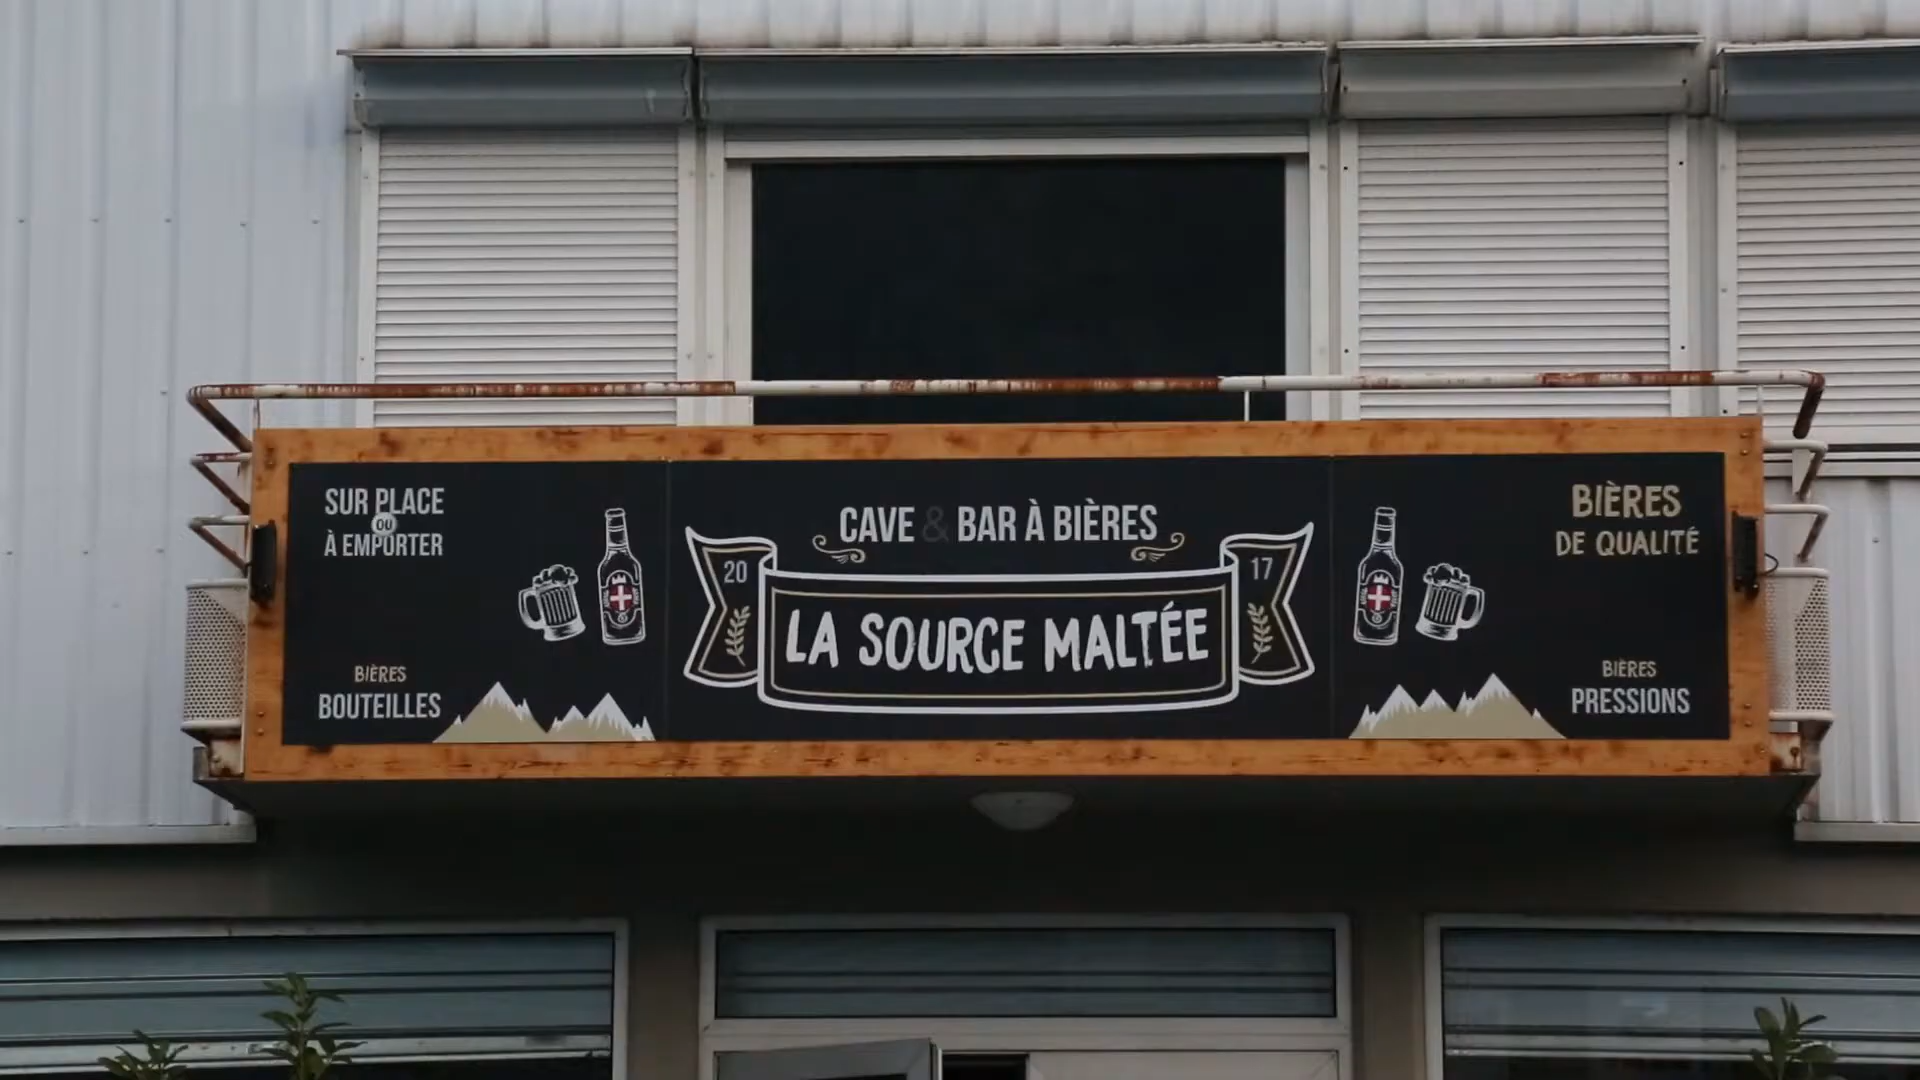 SUR PLACE
OU
À EMPORTER
BIÈRES
BOUTEILLES
CAVE & BAR À BIÈRES
20
17
LA SOURCE MALTÉE
BIÈRES
DE QUALITÉ
BIÈRES
PRESSIONS